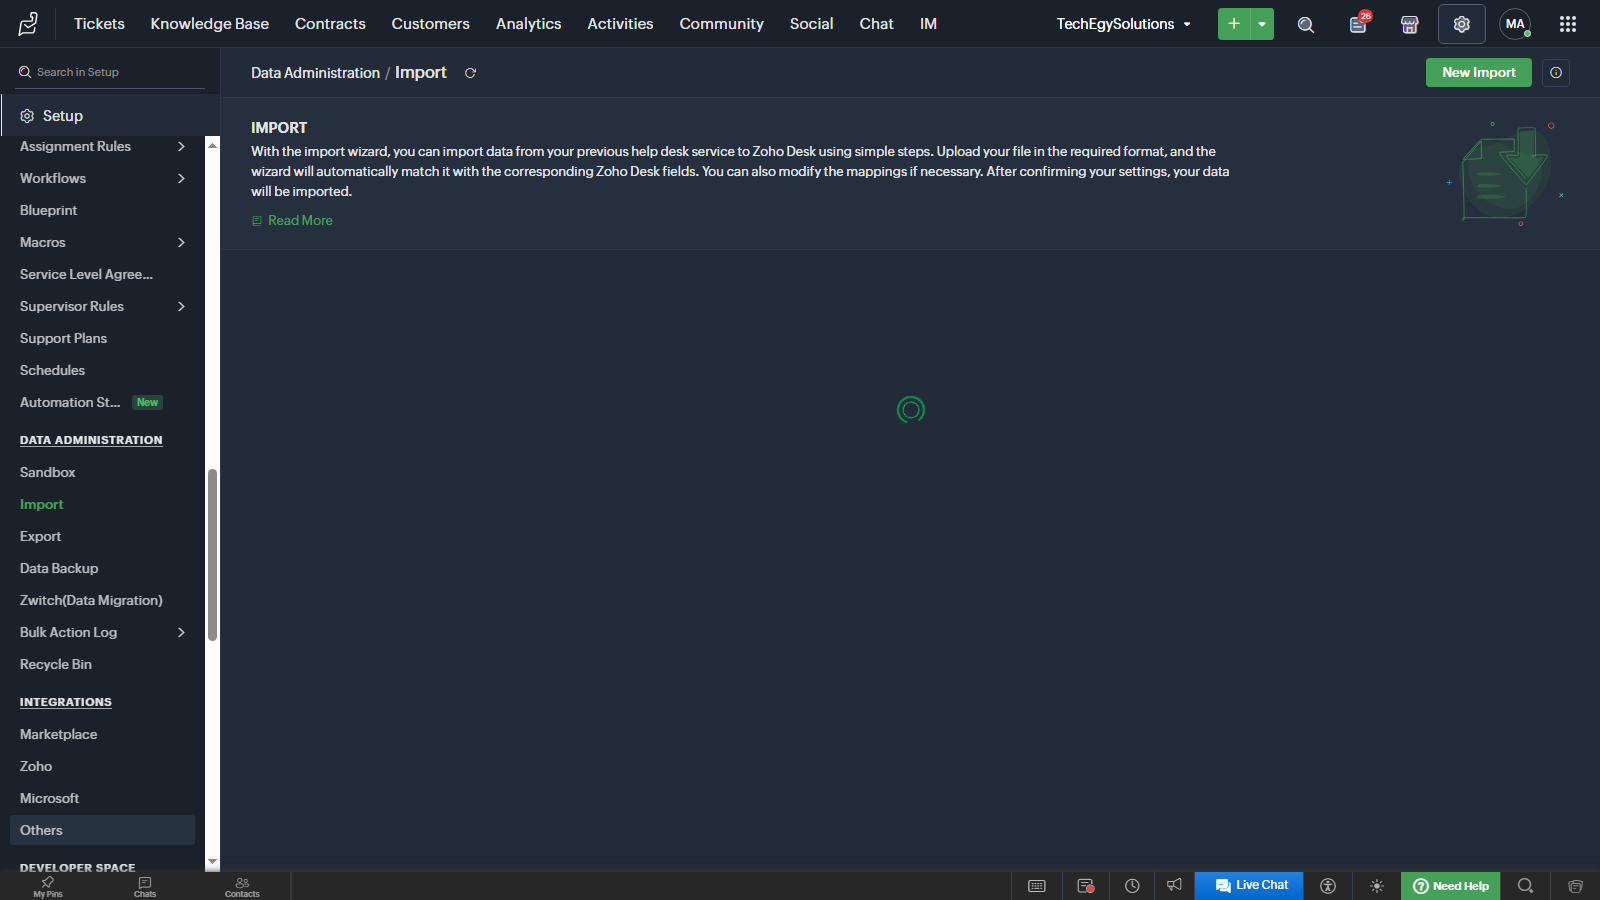 Tickets
Knowledge Base
Contracts
Customers
Analytics
Activities
Community
Social
Chat
IM
TechEgySolutions
26
MA
Search in Setup
Data Administration / Import
New Import
Setup
Assignment Rules
Workflows
Blueprint
Macros
Service Level Agree...
Supervisor Rules
Support Plans
Schedules
Automation St... New
DATA ADMINISTRATION
Sandbox
Import
Export
Data Backup
Zwitch(Data Migration)
Bulk Action Log
Recycle Bin
INTEGRATIONS
Marketplace
Zoho
Microsoft
Others
DEVELOPER SPACE
IMPORT
With the import wizard, you can import data from your previous help desk service to Zoho Desk using simple steps. Upload your file in the required format, and the
wizard will automatically match it with the corresponding Zoho Desk fields. You can also modify the mappings if necessary. After confirming your settings, your data
will be imported.
Read More
My Pins
Chats
Contacts
Live Chat
Need Help